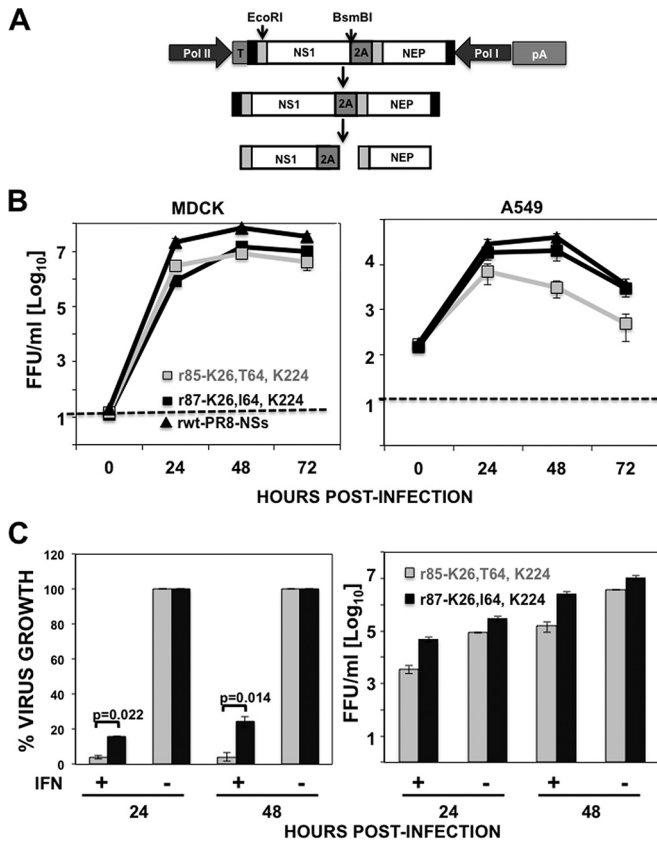 A
EcoRI BsmBI
Pol II T NS1 2A NEP Pol I pA
NS1 2A NEP
NS1 2A NEP
B
MDCK A549
FFU/ml [Log10]
7
5
3
1
r85-K26,T64, K224
r87-K26,I64, K224
rwt-PR8-NSs
0 24 48 72
4
3
2
1
0 24 48 72
HOURS POST-INFECTION
C
% VIRUS GROWTH
120
100
80
60
40
20
0
p=0.022
p=0.014
IFN + - + -
24 48
FFU/ml [Log10]
7
5
3
1
r85-K26,T64, K224
r87-K26,I64, K224
+ - + -
24 48
HOURS POST-INFECTION